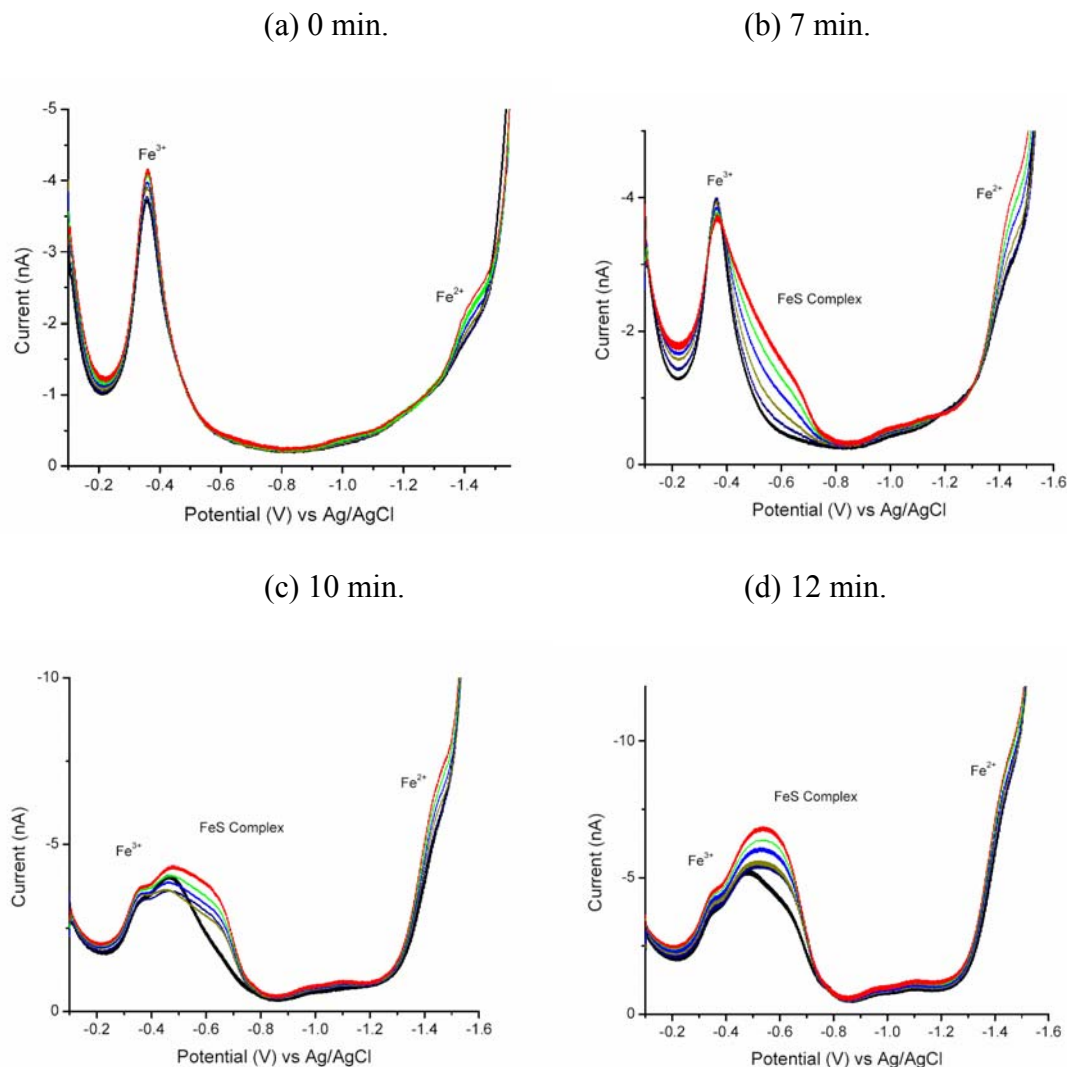 (a) 0 min.
-5
-4
-3
-2
-1
0
Current (nA)
Fe³⁺
Fe²⁺
-0.2 -0.4 -0.6 -0.8 -1.0 -1.2 -1.4
Potential (V) vs Ag/AgCl
(b) 7 min.
-4
-2
0
Current (nA)
Fe³⁺
FeS Complex
Fe²⁺
-0.2 -0.4 -0.6 -0.8 -1.0 -1.2 -1.4 -1.6
Potential (V) vs Ag/AgCl
(c) 10 min.
-10
-5
0
Current (nA)
Fe³⁺
FeS Complex
Fe²⁺
-0.2 -0.4 -0.6 -0.8 -1.0 -1.2 -1.4 -1.6
Potential (V) vs Ag/AgCl
(d) 12 min.
-10
-5
0
Current (nA)
Fe³⁺
FeS Complex
Fe²⁺
-0.2 -0.4 -0.6 -0.8 -1.0 -1.2 -1.4 -1.6
Potential (V) vs Ag/AgCl